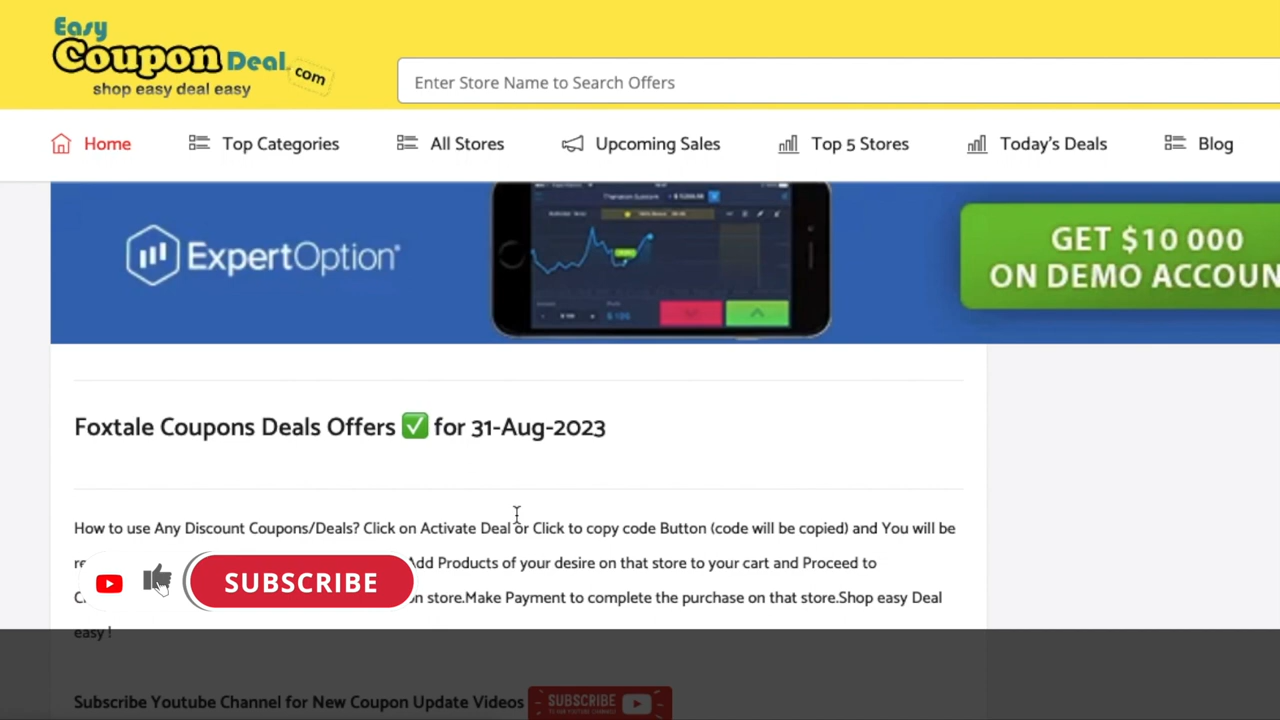 Easy
Coupon Deal.com
shop easy deal easy
Enter Store Name to Search Offers
Home Top Categories All Stores Upcoming Sales Top 5 Stores Today's Deals Blog
ExpertOption®
GET $10 000
ON DEMO ACCOUN
Foxtale Coupons Deals Offers ✅ for 31-Aug-2023
How to use Any Discount Coupons/Deals? Click on Activate Deal or Click to copy code Button (code will be copied) and You will be
re Add Products of your desire on that store to your cart and Proceed to
SUBSCRIBE
on store.Make Payment to complete the purchase on that store.Shop easy Deal
easy !
Subscribe Youtube Channel for New Coupon Update Videos SUBSCRIBE